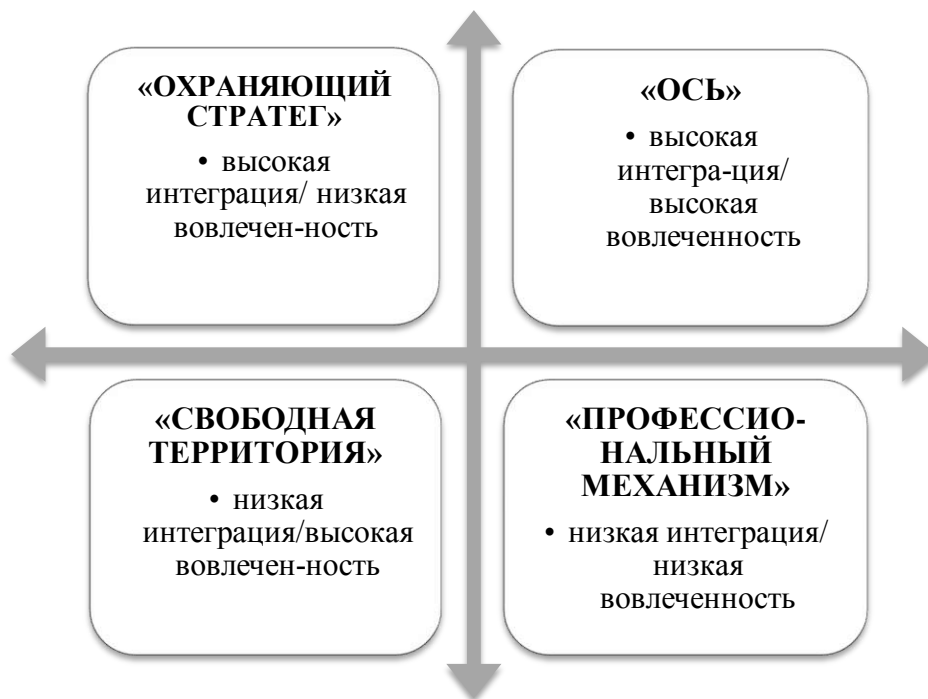 «ОХРАНЯЮЩИЙ
СТРАТЕГ»
• высокая
интеграция/ низкая
вовлечен-ность
«ОСЬ»
• высокая
интегра-ция/
высокая
вовлеченность
«СВОБОДНАЯ
ТЕРРИТОРИЯ»
• низкая
интеграция/высокая
вовлечен-ность
«ПРОФЕССИО-
НАЛЬНЫЙ
МЕХАНИЗМ»
• низкая интеграция/
низкая
вовлеченность